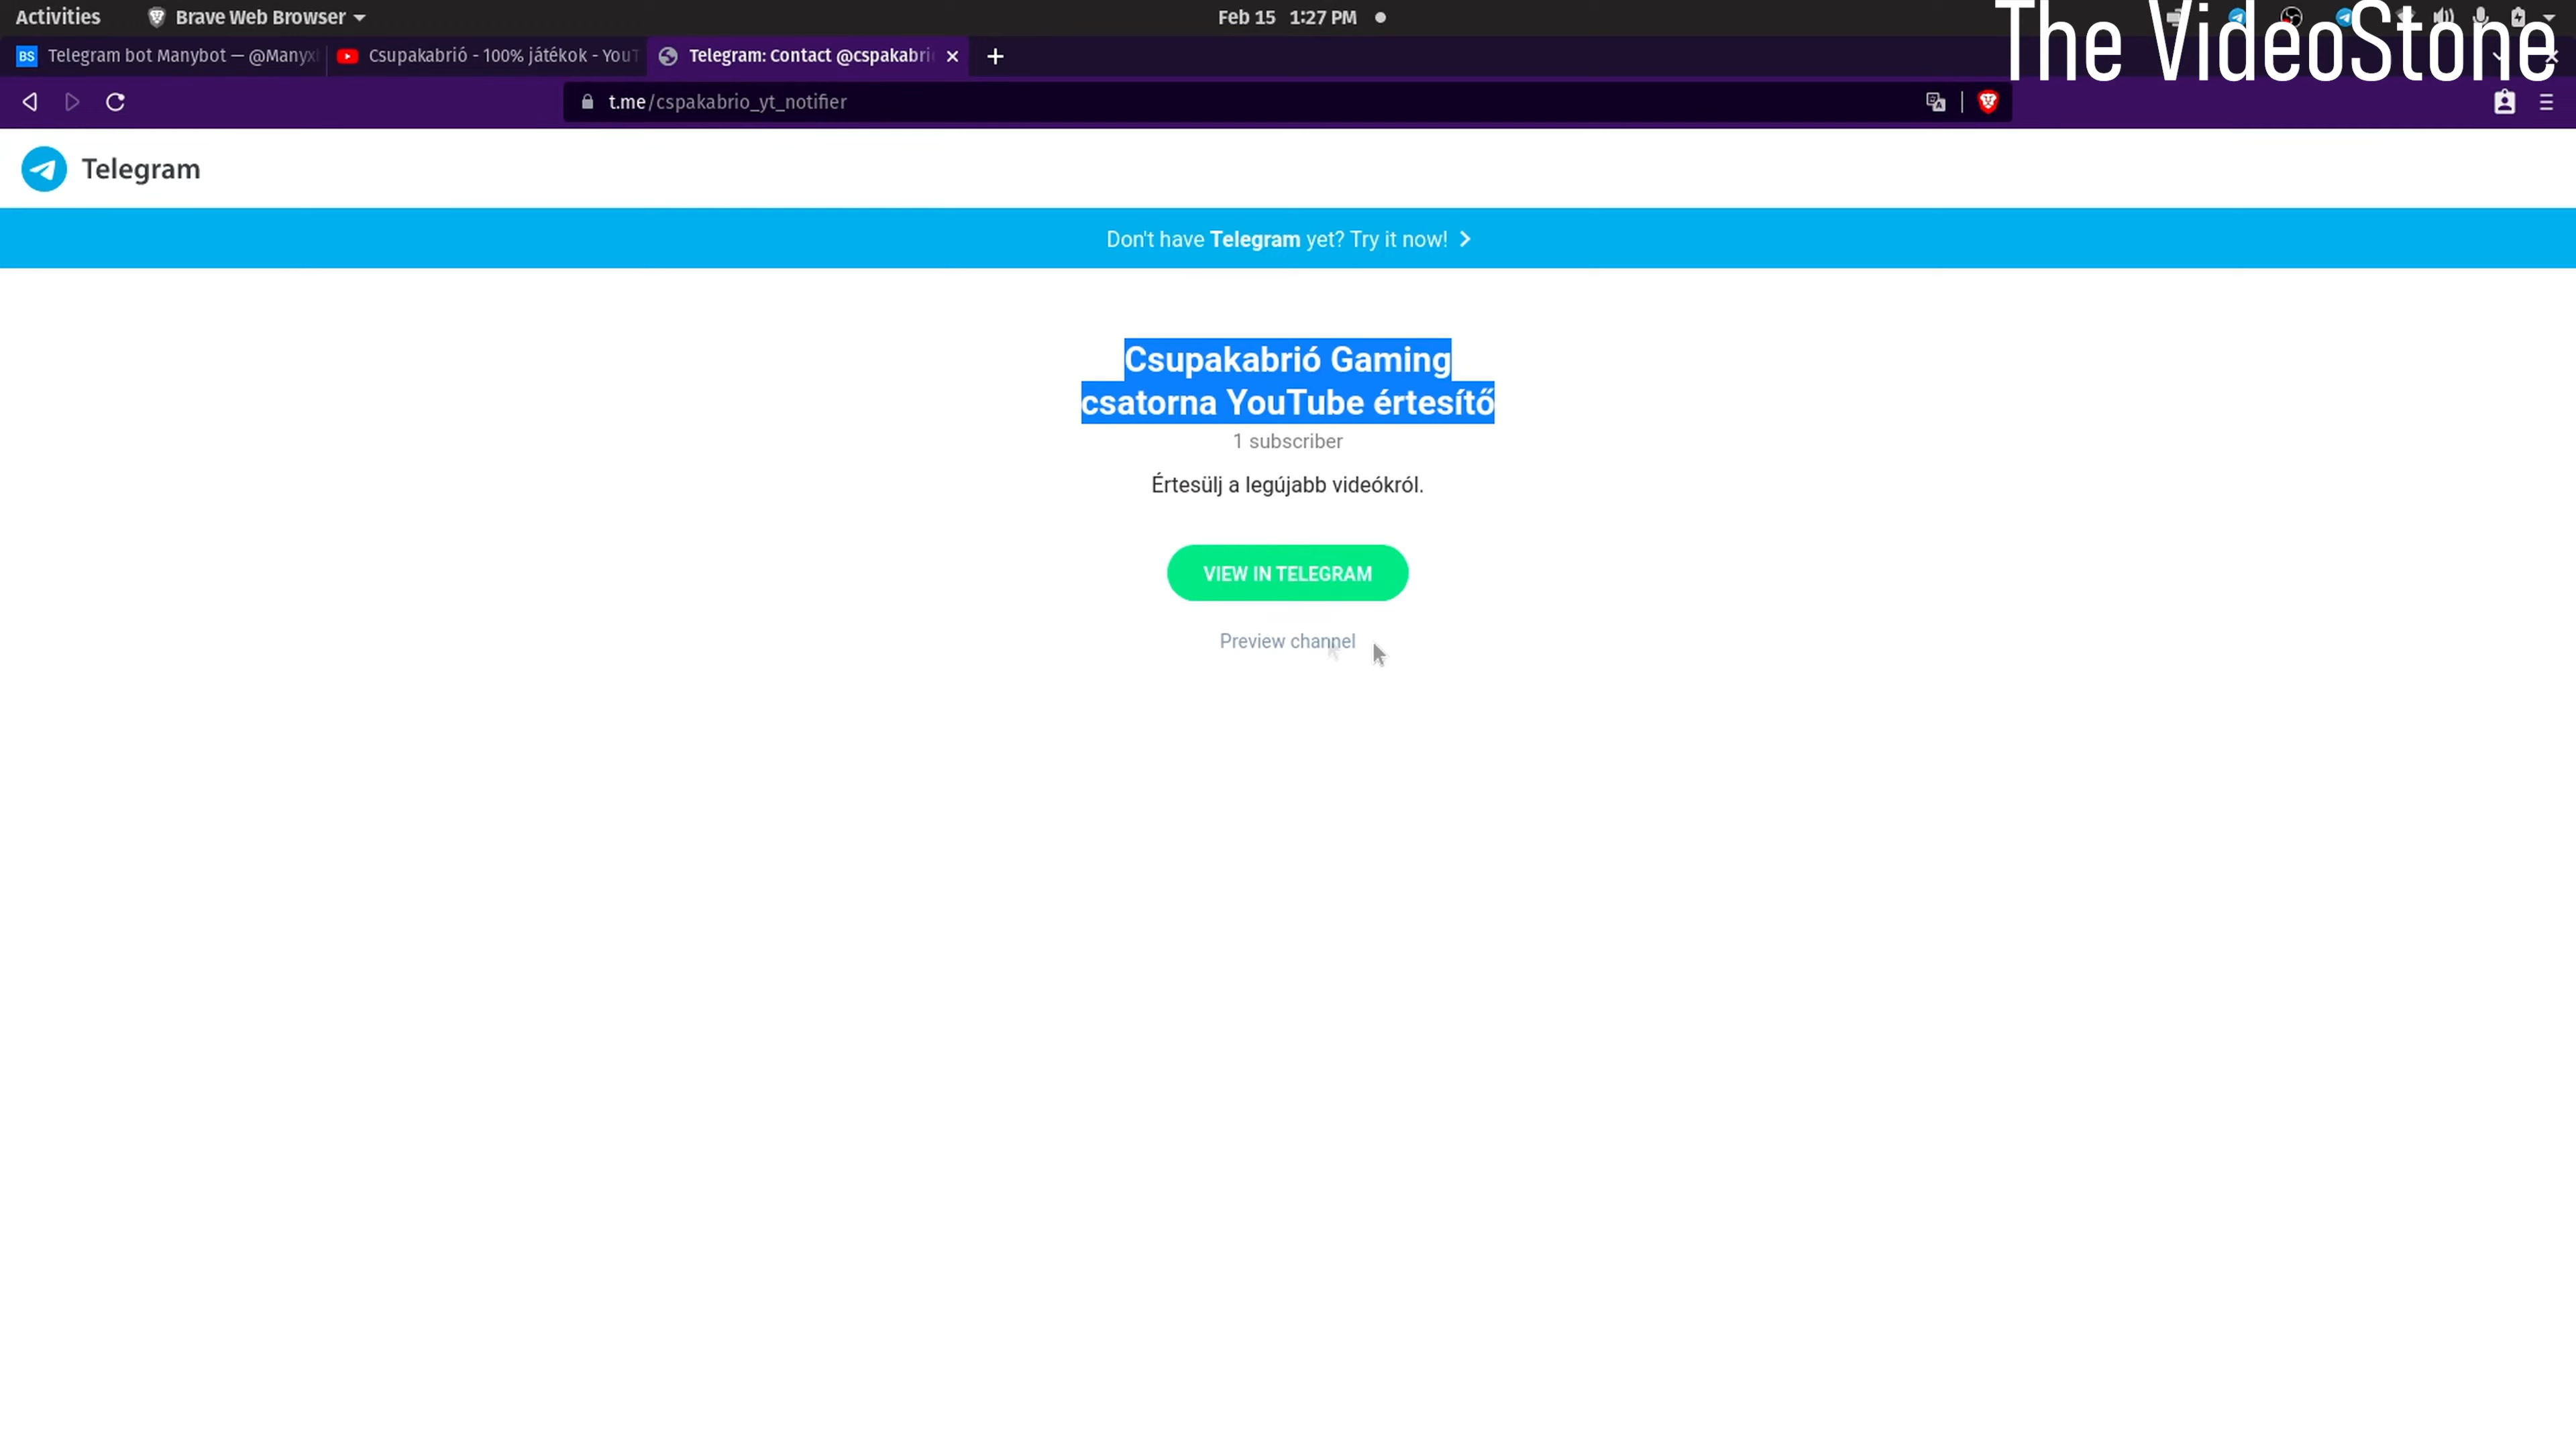 Activities
Brave Web Browser
Feb 15 1:27 PM
The VideoStone
BS Telegram bot Manybot — @Manyx
Csupakabrió - 100% játékok - YouT
Telegram: Contact @cspakabri
t.me/cspakabrio_yt_notifier
Telegram
Don't have Telegram yet? Try it now!
Csupakabrió Gaming
csatorna YouTube értesítő
1 subscriber
Értesülj a legújabb videókról.
VIEW IN TELEGRAM
Preview channel